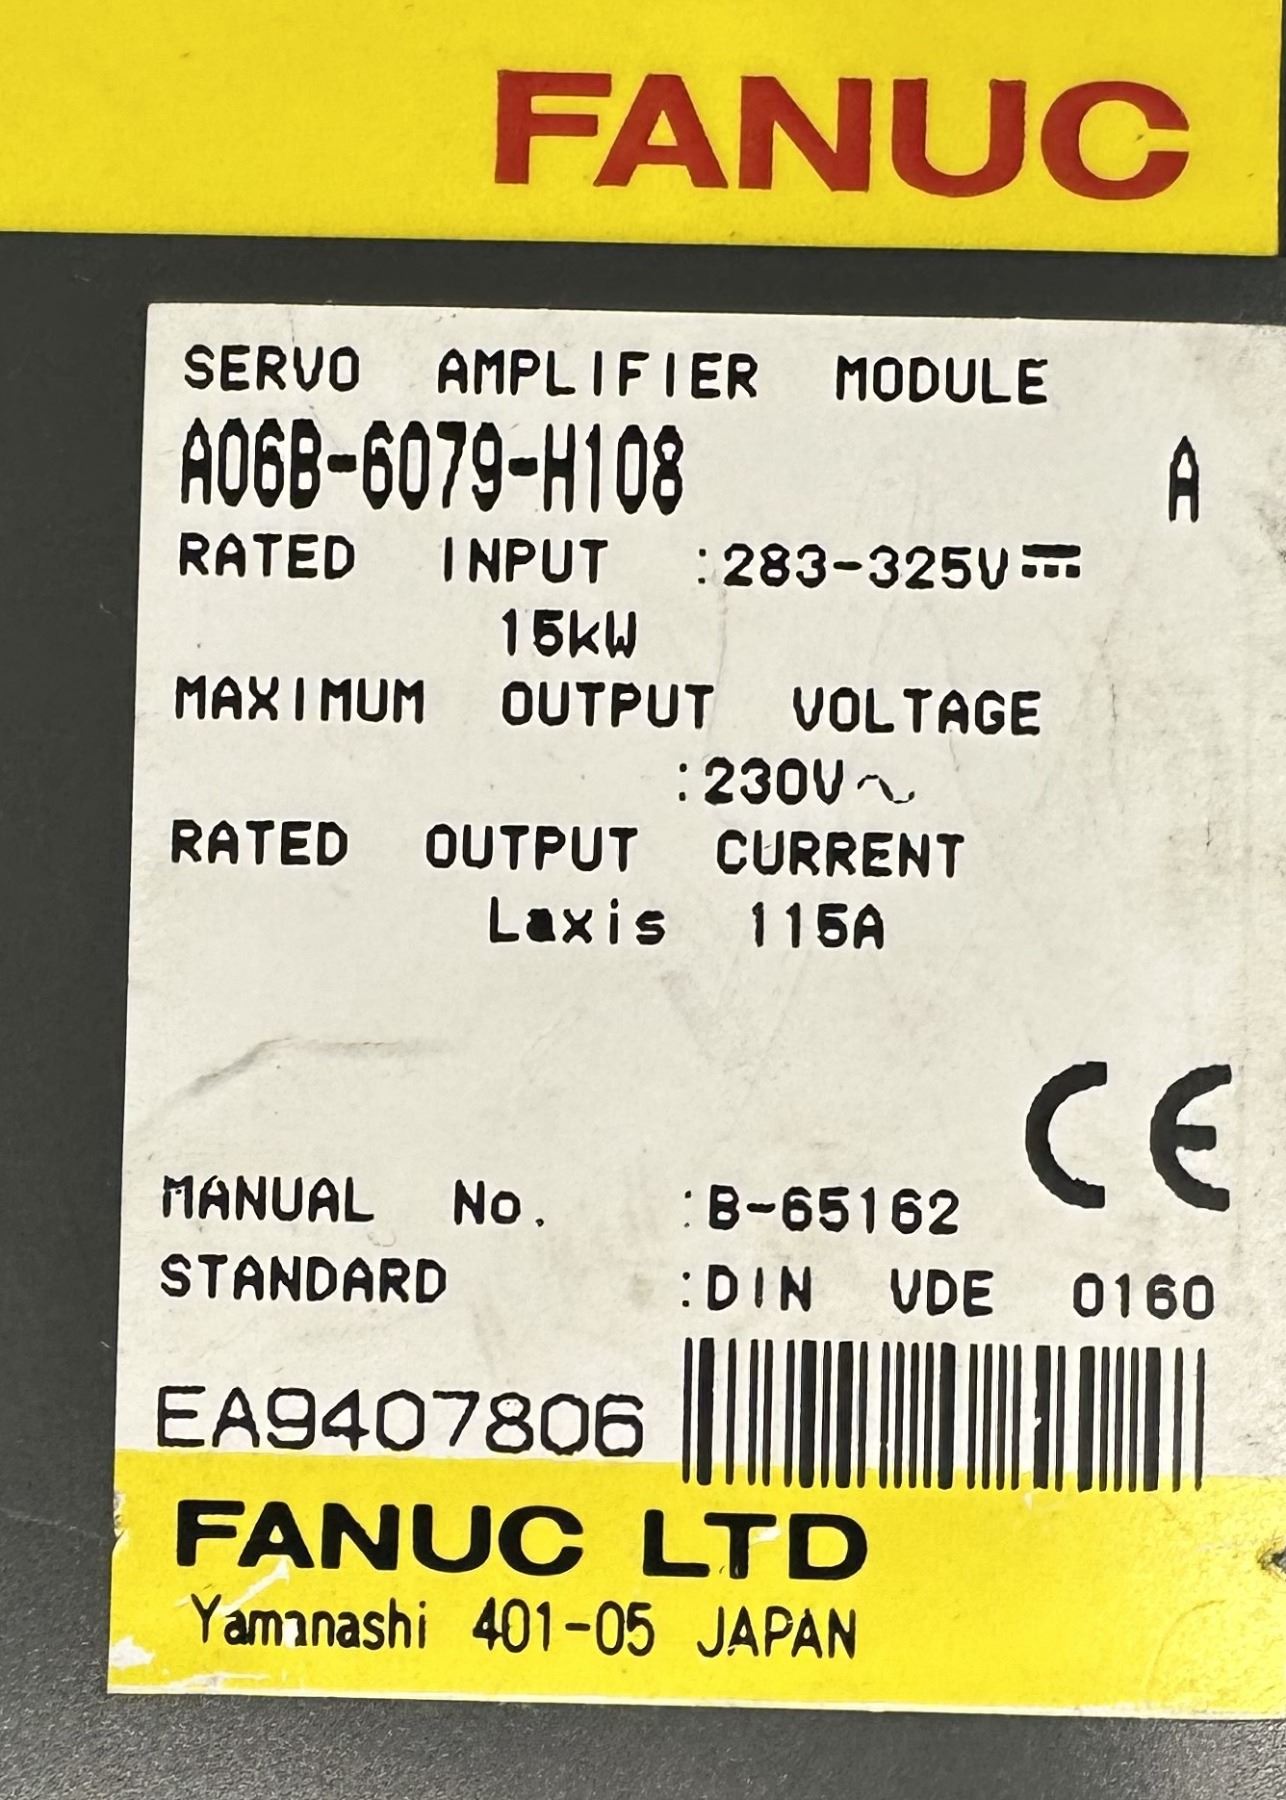 FANUC
SERVO AMPLIFIER MODULE
A06B-6079-H108 A
RATED INPUT :283-325V⎓
15kW
MAXIMUM OUTPUT VOLTAGE
:230V~
RATED OUTPUT CURRENT
Laxis 115A
CE
MANUAL No. :B-65162
STANDARD :DIN VDE 0160
EA9407806
FANUC LTD
Yamanashi 401-05 JAPAN